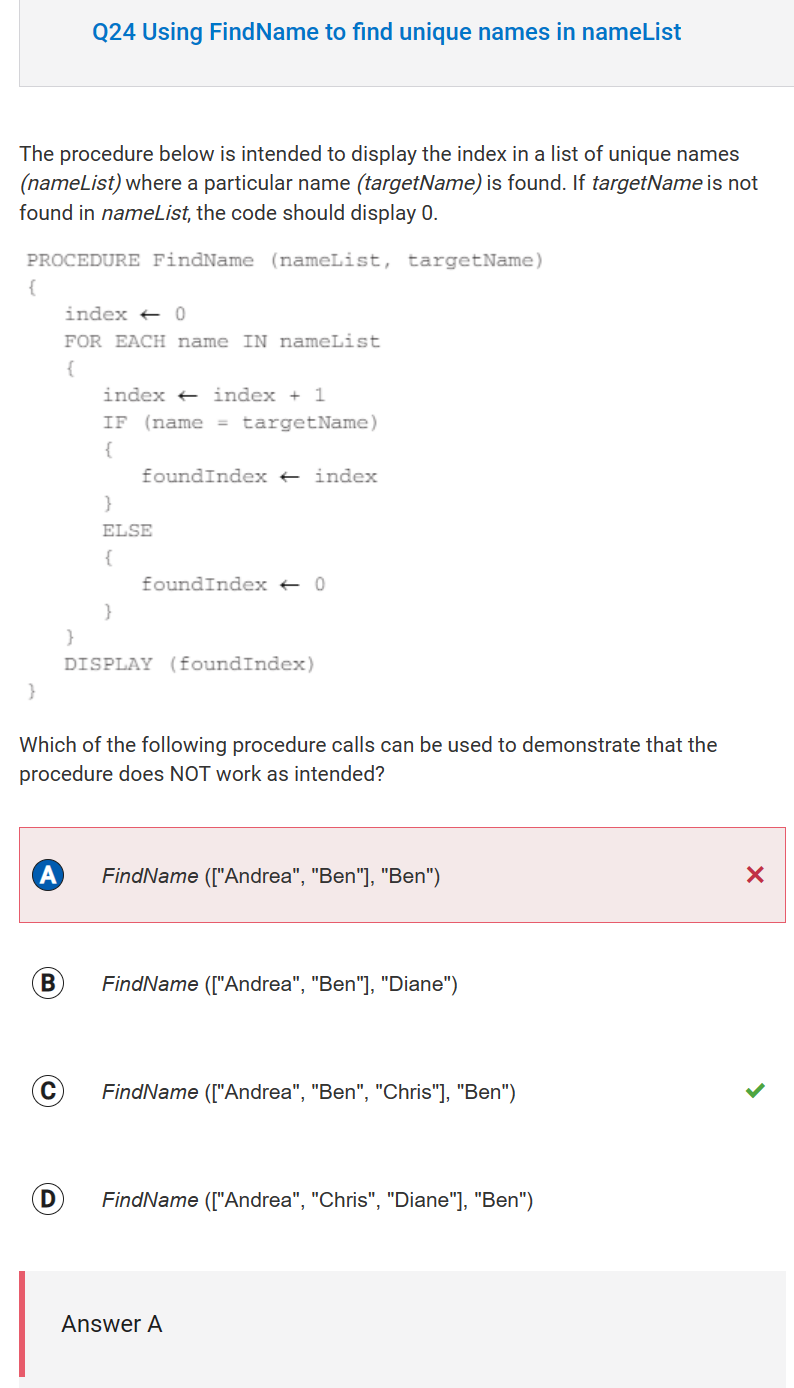 Q24 Using FindName to find unique names in nameList
The procedure below is intended to display the index in a list of unique names
(nameList) where a particular name (targetName) is found. If targetName is not
found in nameList, the code should display 0.
PROCEDURE FindName (nameList, targetName)
{
index ← 0
FOR EACH name IN nameList
{
index ← index + 1
IF (name = targetName)
{
foundIndex ← index
}
ELSE
{
foundIndex ← 0
}
}
DISPLAY (foundIndex)
}
Which of the following procedure calls can be used to demonstrate that the
procedure does NOT work as intended?
A FindName (["Andrea", "Ben"], "Ben")
B FindName (["Andrea", "Ben"], "Diane")
C FindName (["Andrea", "Ben", "Chris"], "Ben")
D FindName (["Andrea", "Chris", "Diane"], "Ben")
Answer A